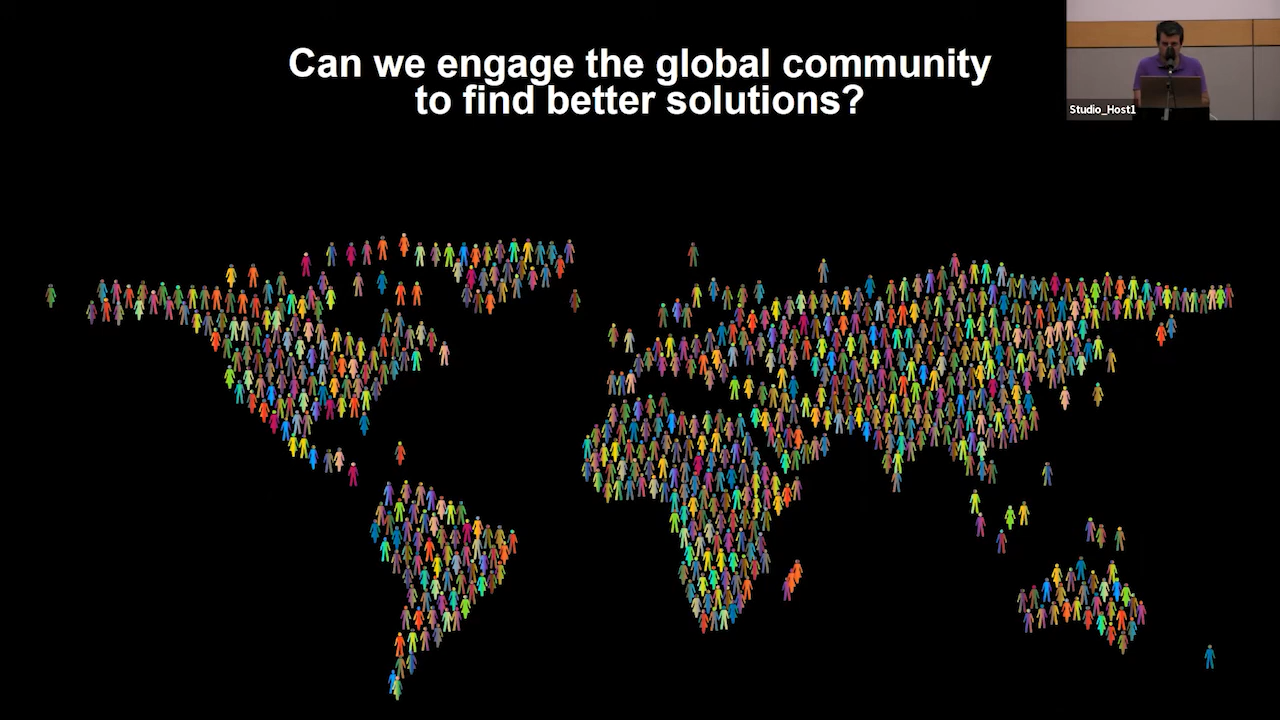 Can we engage the global community
to find better solutions?
Studio_Host1